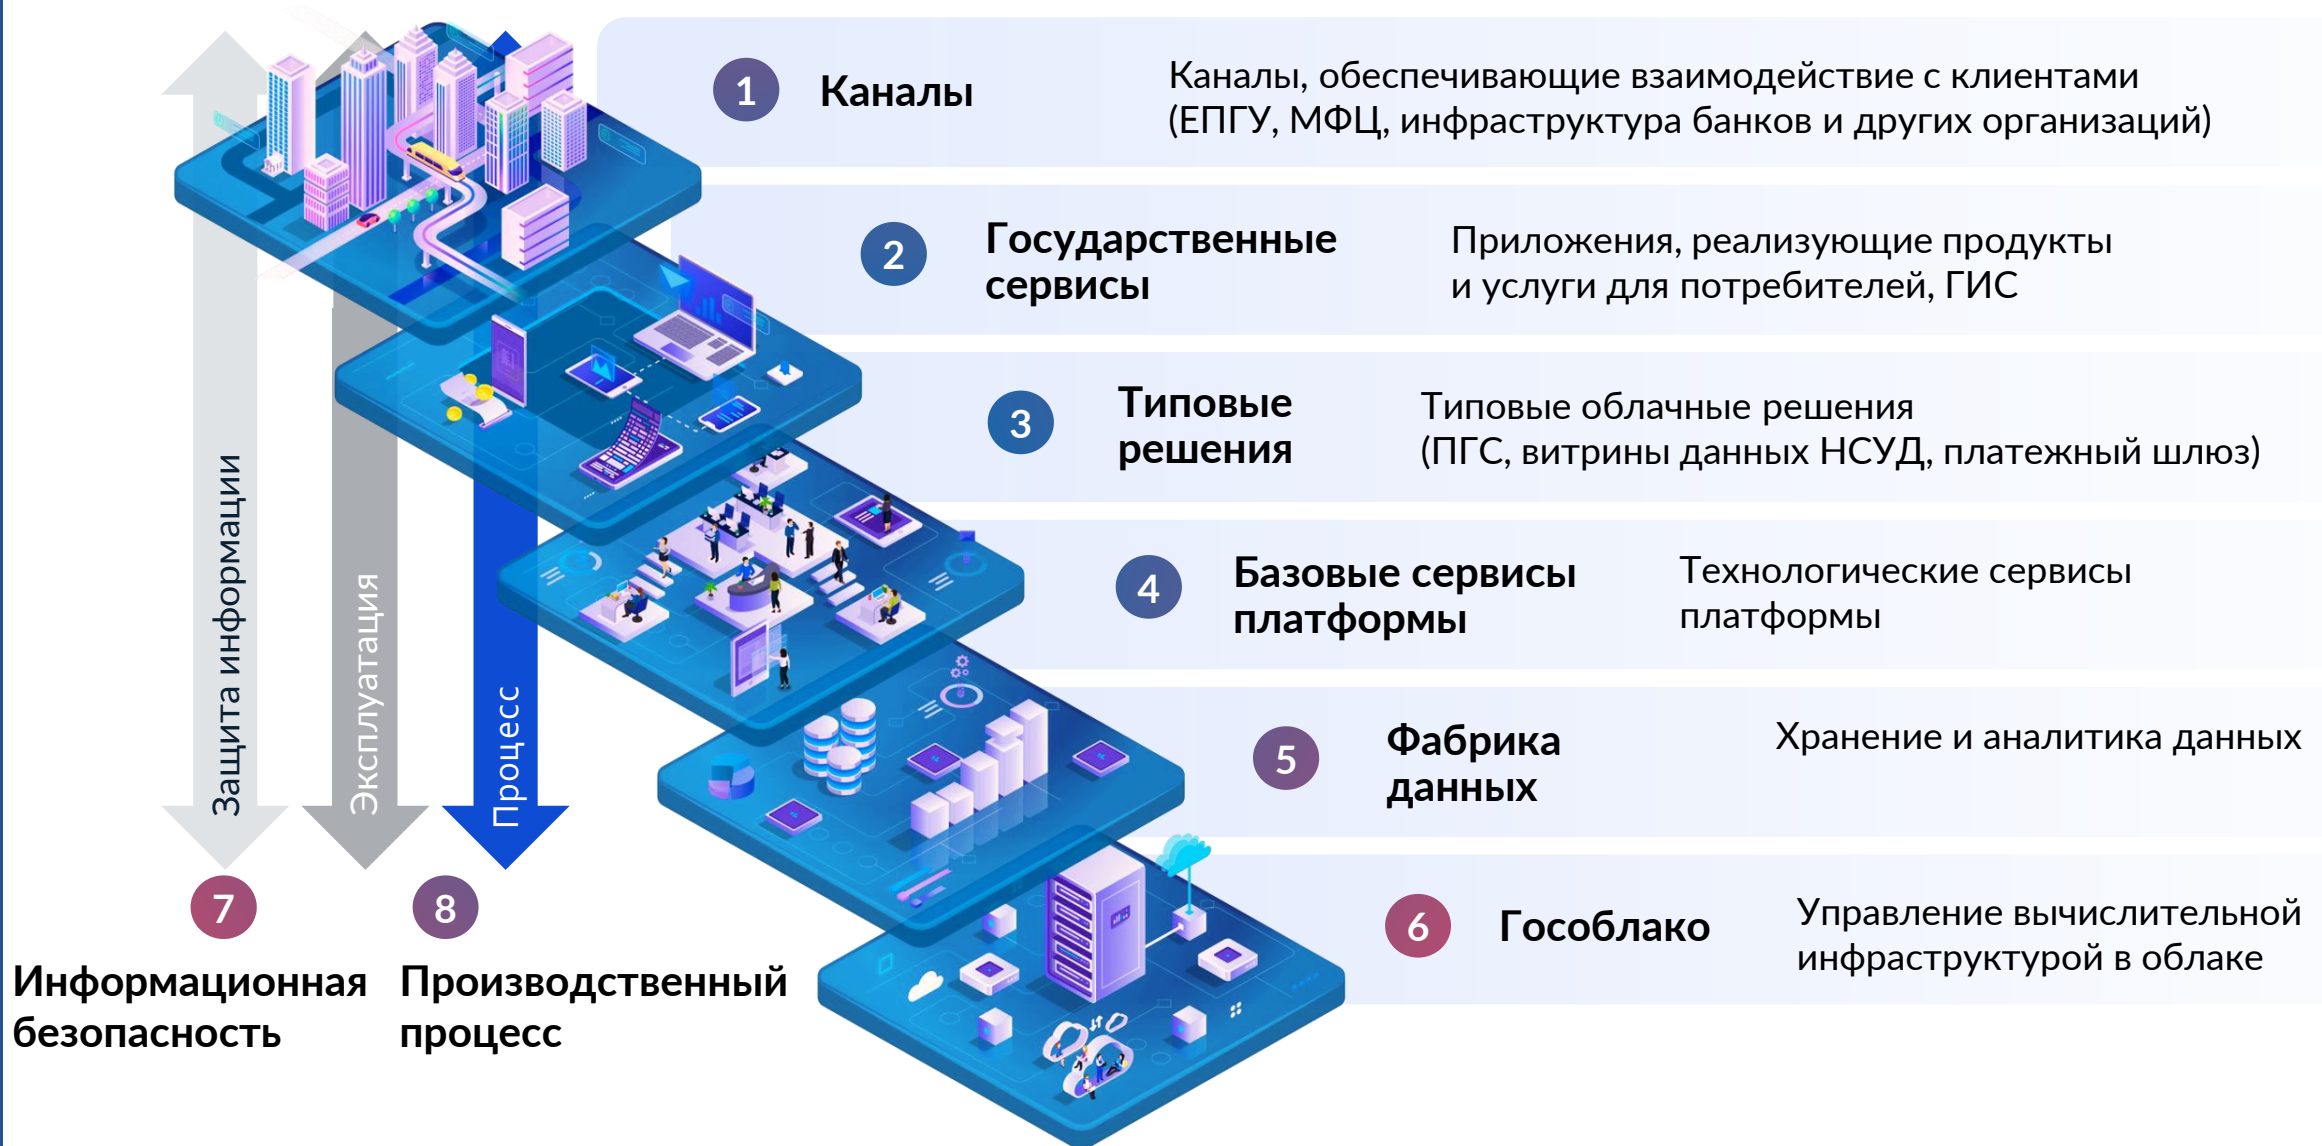 1
Каналы
Каналы, обеспечивающие взаимодействие с клиентами
(ЕПГУ, МФЦ, инфраструктура банков и других организаций)
2
Государственные
сервисы
Приложения, реализующие продукты
и услуги для потребителей, ГИС
3
Типовые
решения
Типовые облачные решения
(ПГС, витрины данных НСУД, платежный шлюз)
4
Базовые сервисы
платформы
Технологические сервисы
платформы
5
Фабрика
данных
Хранение и аналитика данных
6
Гособлако
Управление вычислительной
инфраструктурой в облаке
Защита информации
Эксплуатация
Процесс
7
Информационная
безопасность
8
Производственный
процесс